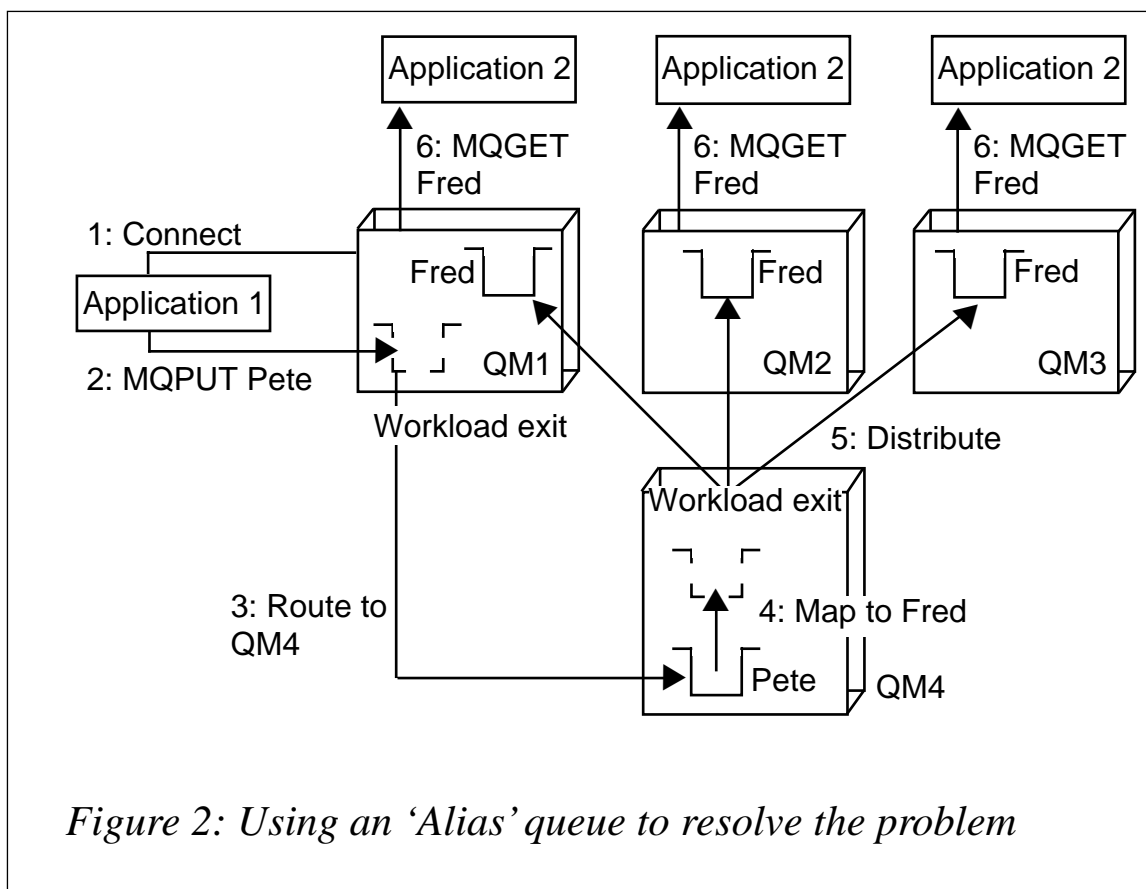 Application 2
Application 2
Application 2
6: MQGET
Fred
6: MQGET
Fred
6: MQGET
Fred
1: Connect
Application 1
2: MQPUT Pete
Fred
QM1
Fred
QM2
Fred
QM3
Workload exit
5: Distribute
Workload exit
3: Route to
QM4
4: Map to Fred
Pete
QM4
Figure 2: Using an ‘Alias’ queue to resolve the problem